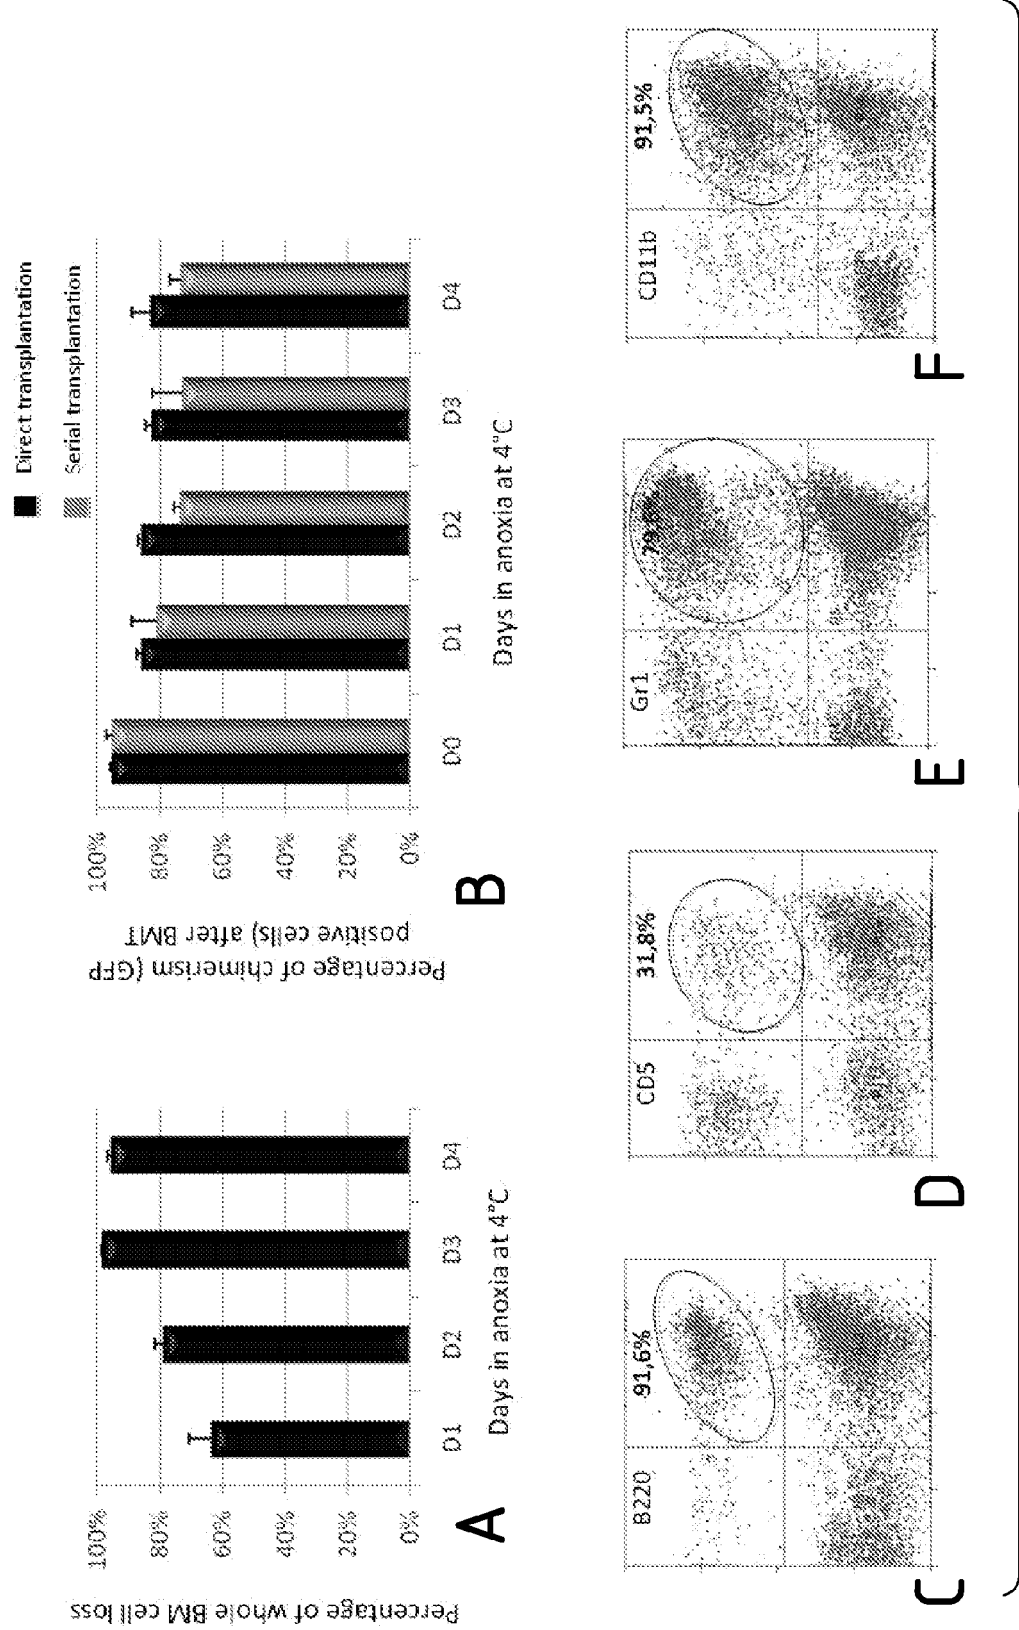 Percentage of whole BM cell loss
100%
80%
60%
40%
20%
0%
D1 D2 D3 D4
Days in anoxia at 4°C
A
Direct transplantation
Serial transplantation
Percentage of chimerism (GFP
positive cells) after BMT
100%
80%
60%
40%
20%
0%
D0 D1 D2 D3 D4
Days in anoxia at 4°C
B
B220
91,6%
C
CD5
31,8%
D
Gr1
E
CD11b
91,5%
F